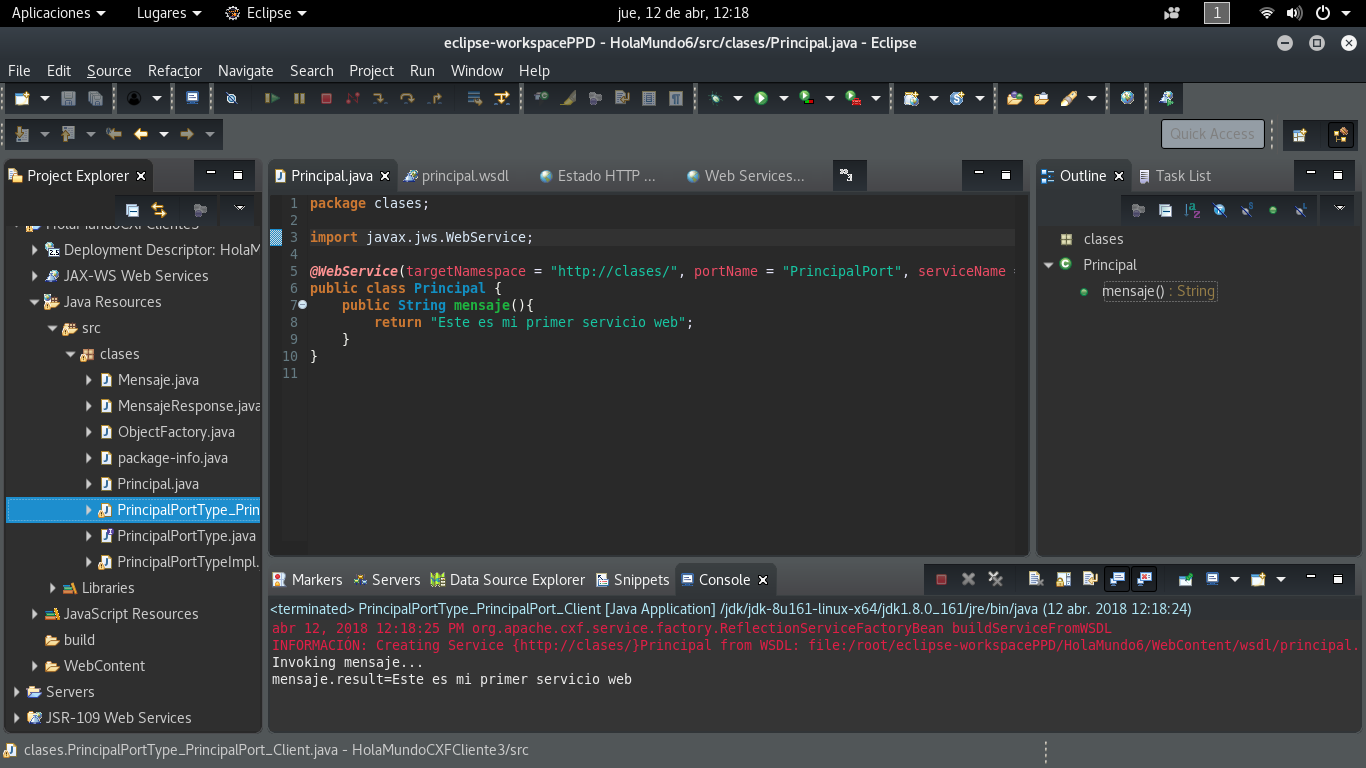 Aplicaciones Lugares Eclipse jue, 12 de abr, 12:18 1
eclipse-workspacePPD - HolaMundo6/src/clases/Principal.java - Eclipse
File Edit Source Refactor Navigate Search Project Run Window Help
Quick Access
Project Explorer
HolaMundoCXFCliente3
Deployment Descriptor: HolaM
JAX-WS Web Services
Java Resources
src
clases
Mensaje.java
MensajeResponse.java
ObjectFactory.java
package-info.java
Principal.java
PrincipalPortType_Prin
PrincipalPortType.java
PrincipalPortTypeImpl.
Libraries
JavaScript Resources
build
WebContent
Servers
JSR-109 Web Services
Principal.java principal.wsdl Estado HTTP ... Web Services...
1 package clases;
2
3 import javax.jws.WebService;
4
5 @WebService(targetNamespace = "http://clases/", portName = "PrincipalPort", serviceName =
6 public class Principal {
7 public String mensaje(){
8 return "Este es mi primer servicio web";
9 }
10 }
11
Outline Task List
clases
Principal
mensaje() : String
Markers Servers Data Source Explorer Snippets Console
<terminated> PrincipalPortType_PrincipalPort_Client [Java Application] /jdk/jdk-8u161-linux-x64/jdk1.8.0_161/jre/bin/java (12 abr. 2018 12:18:24)
abr 12, 2018 12:18:25 PM org.apache.cxf.service.factory.ReflectionServiceFactoryBean buildServiceFromWSDL
INFORMACIÓN: Creating Service {http://clases/}Principal from WSDL: file:/root/eclipse-workspacePPD/HolaMundo6/WebContent/wsdl/principal.
Invoking mensaje...
mensaje.result=Este es mi primer servicio web
clases.PrincipalPortType_PrincipalPort_Client.java - HolaMundoCXFCliente3/src